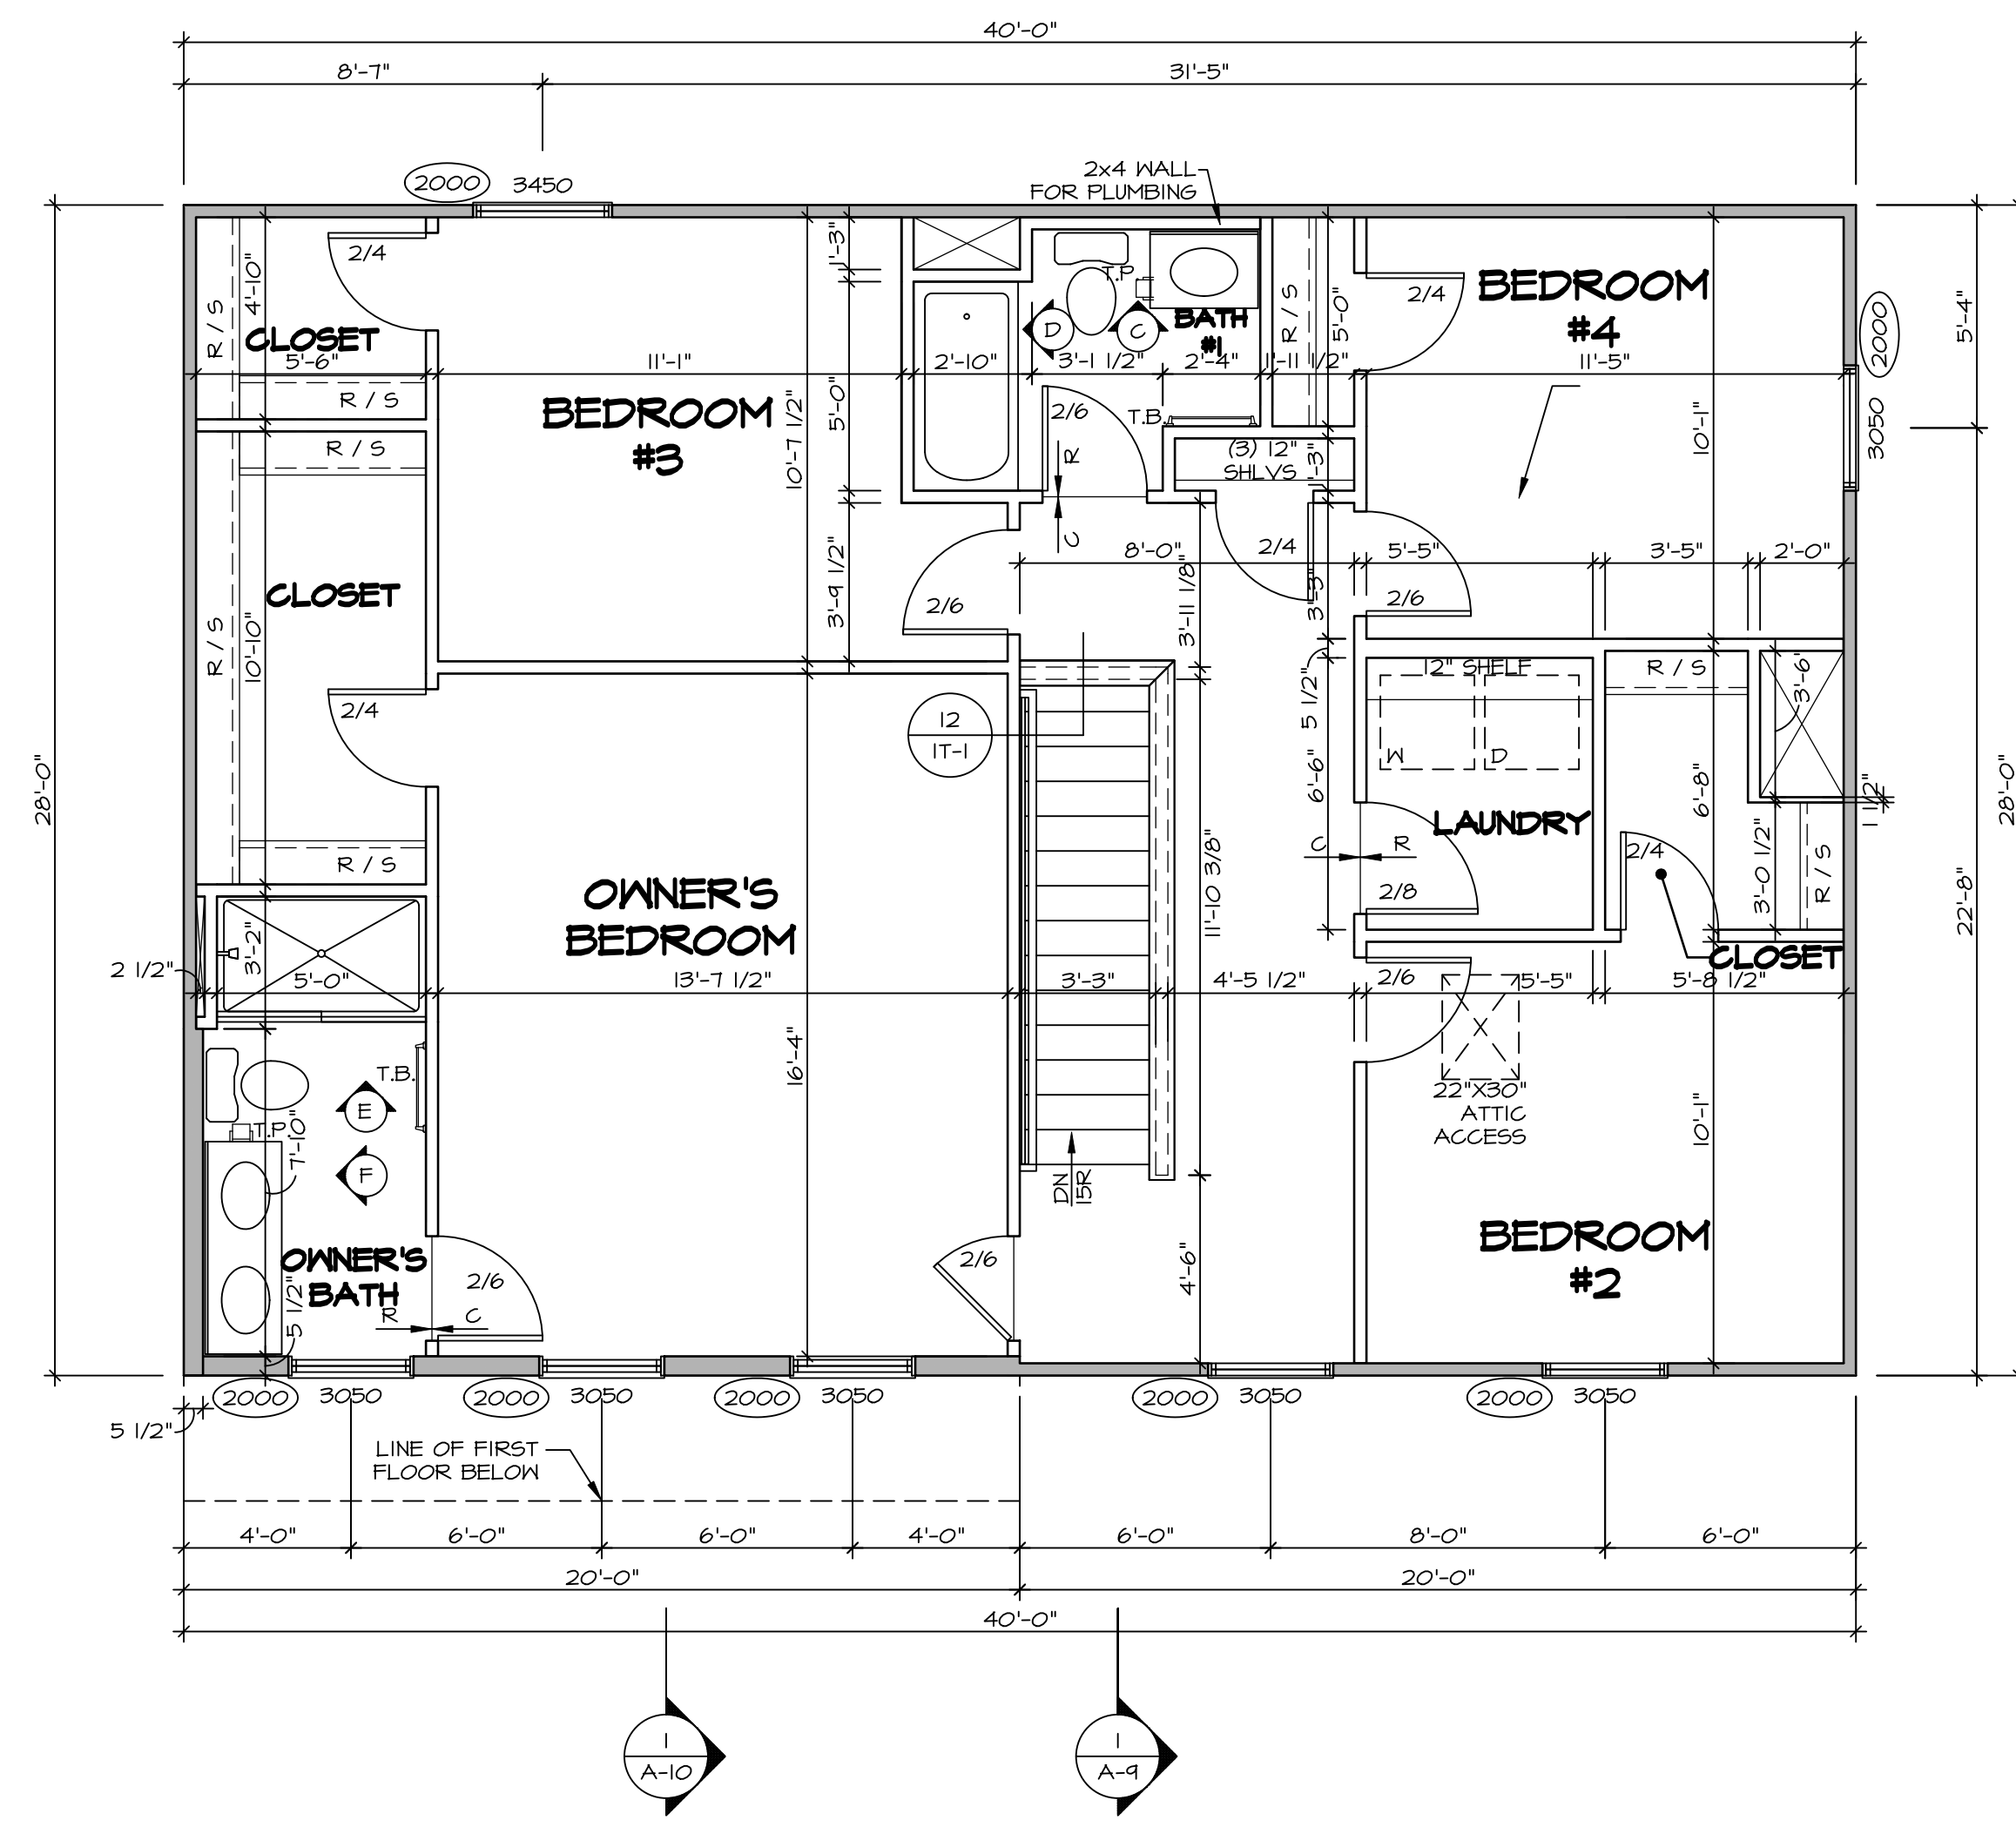 40'-0"
8'-7"
31'-5"
2x4 WALL
FOR PLUMBING
2000
3450
2/4
4'-10"
R / S
CLOSET
5'-6"
R / S
11'-1"
BEDROOM
#3
10'-7 1/2"
1'-3"
5'-0"
3'-9 1/2"
2'-10"
T.P.
D
C
BATH
#1
3'-1 1/2"
2'-4"
1'-11 1/2"
R / S
5'-0"
2/6
T.B.
R
C
(3) 12"
SHLVS
1'-3"
2/4
BEDROOM
#4
11'-5"
10'-1"
2000
3050
5'-4"
R / S
CLOSET
R / S
10'-10"
2/4
R / S
2/6
8'-0"
2/4
3'-11 1/8"
3'-3"
5'-5"
2/6
3'-5"
2'-0"
28'-0"
12
1T-1
5 1/2"
6'-6"
12" SHELF
W
D
LAUNDRY
C
R
2/8
R / S
3'-6"
6'-8"
1 1/2"
3'-0 1/2"
R / S
2/4
CLOSET
28'-0"
22'-8"
OWNER'S
BEDROOM
2 1/2"
3'-2"
5'-0"
13'-7 1/2"
3'-3"
11'-10 3/8"
4'-5 1/2"
2/6
5'-5"
5'-8 1/2"
16'-4"
T.B.
E
T.P.
7'-10"
F
22"X30"
ATTIC
ACCESS
10'-1"
DN
15R
OWNER'S
BATH
5 1/2"
R
C
2/6
2/6
4'-6"
BEDROOM
#2
2000
3050
2000
3050
2000
3050
2000
3050
2000
3050
5 1/2"
LINE OF FIRST
FLOOR BELOW
4'-0"
6'-0"
6'-0"
4'-0"
6'-0"
8'-0"
6'-0"
20'-0"
20'-0"
40'-0"
1
A-10
1
A-9